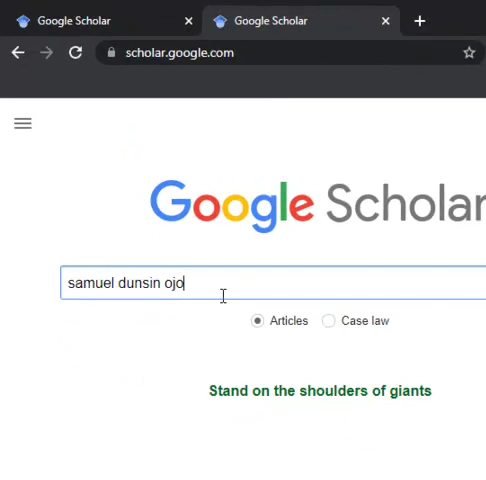 Google Scholar
Google Scholar
scholar.google.com
Google Scholar
samuel dunsin ojo
Articles
Case law
Stand on the shoulders of giants